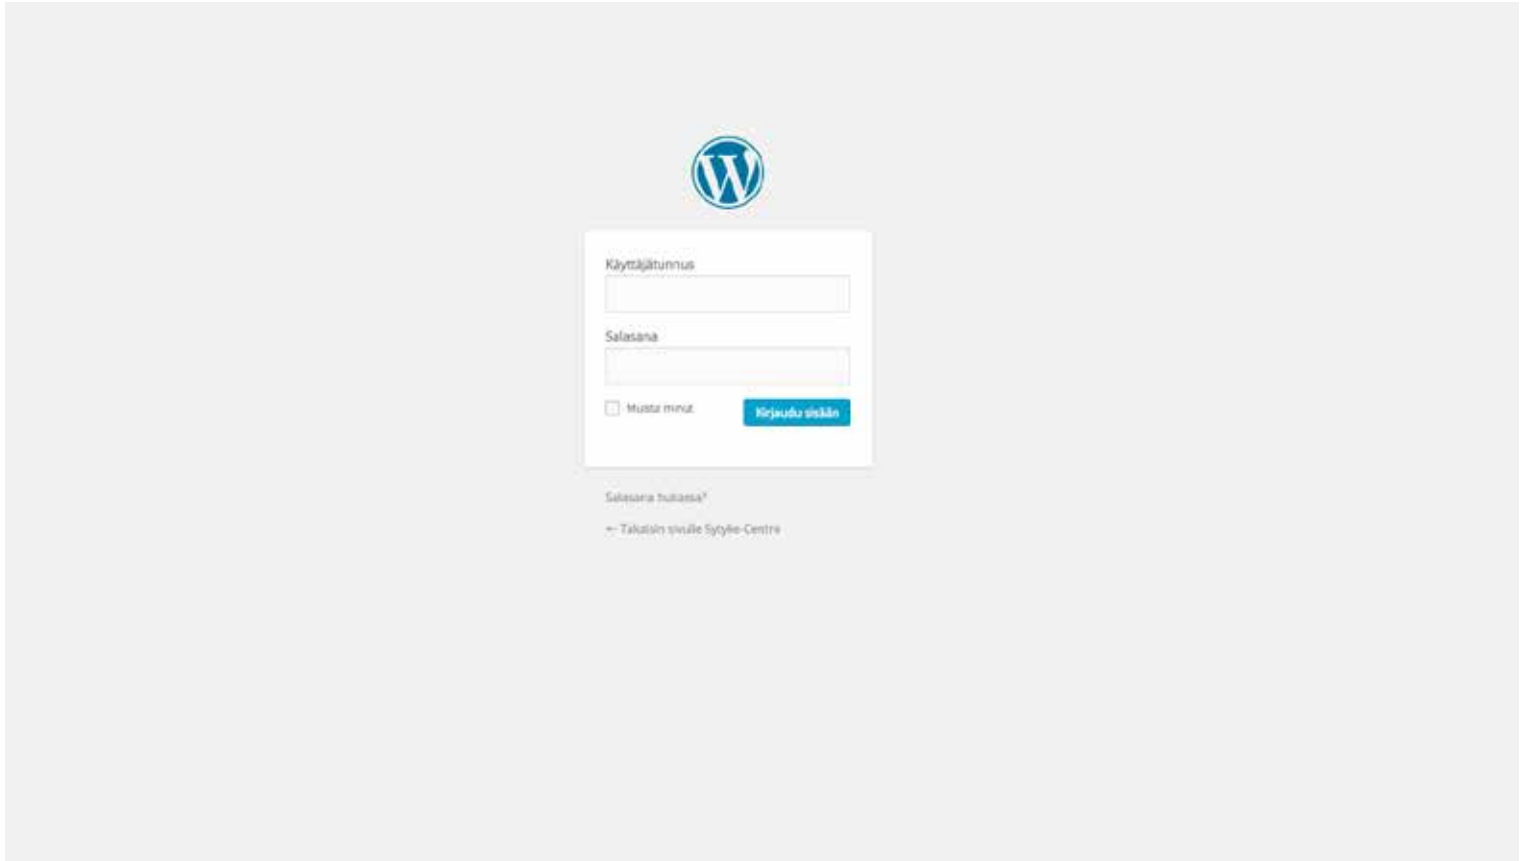 Käyttäjätunnus
Salasana
Muista minut
Kirjaudu sisään
Salasana hukassa?
← Takaisin sivulle Sytyke-Centre